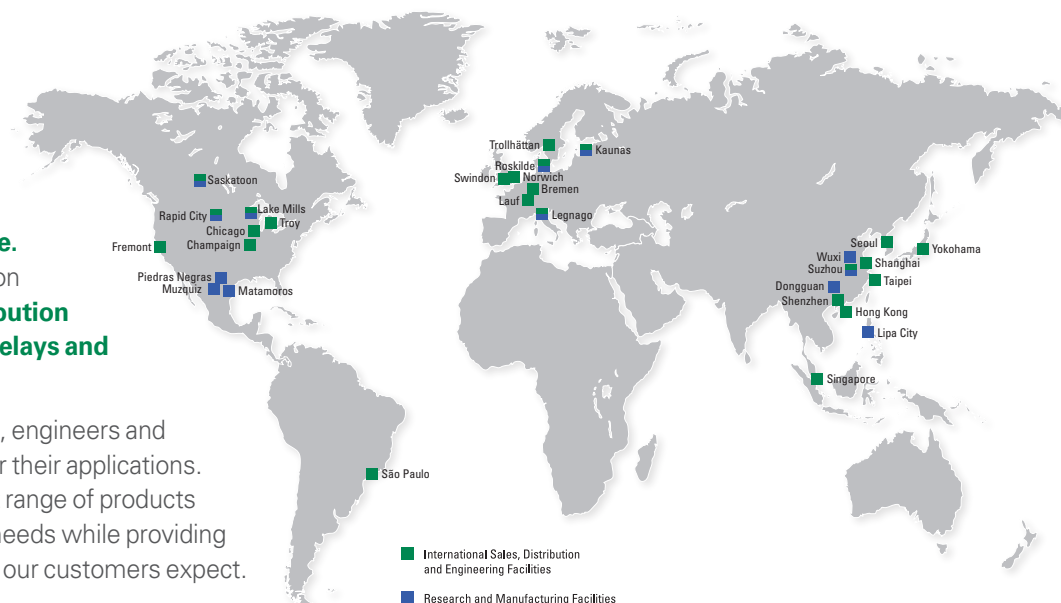 e.
on
bution
elays and
, engineers and
r their applications.
range of products
needs while providing
our customers expect.
Trollhättan
Kaunas
Roskilde
Swindon
Norwich
Bremen
Lauf
Legnago
Saskatoon
Rapid City
Lake Mills
Troy
Chicago
Champaign
Fremont
Piedras Negras
Muzquiz
Matamoros
Seoul
Yokohama
Wuxi
Shanghai
Suzhou
Taipei
Dongguan
Shenzhen
Hong Kong
Lipa City
Singapore
São Paulo
International Sales, Distribution
and Engineering Facilities
Research and Manufacturing Facilities